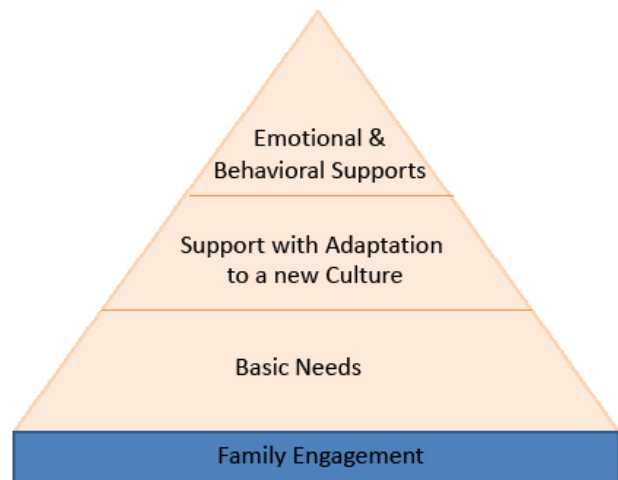 Emotional &
Behavioral Supports
Support with Adaptation
to a new Culture
Basic Needs
Family Engagement